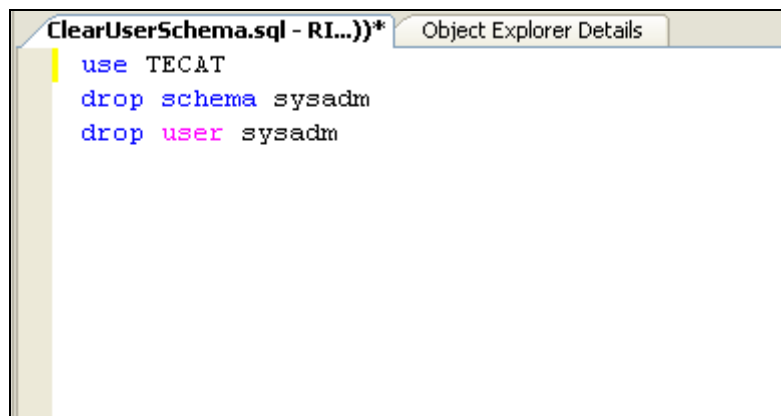 ClearUserSchema.sql - RI...))* Object Explorer Details
use TECAT
drop schema sysadm
drop user sysadm